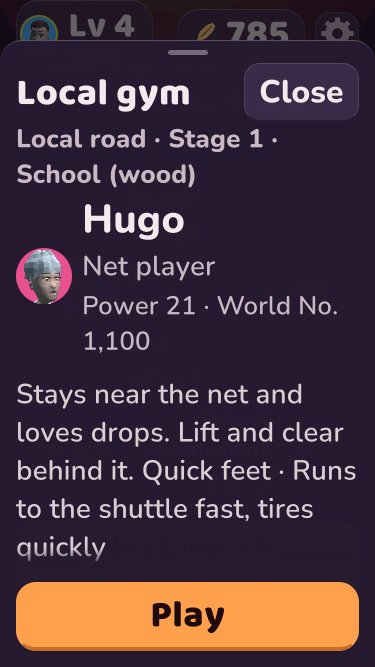 Lv 4
785
Local gym
Close
Local road · Stage 1 ·
School (wood)
Hugo
Net player
Power 21 · World No.
1,100
Stays near the net and
loves drops. Lift and clear
behind it. Quick feet · Runs
to the shuttle fast, tires
quickly
Play